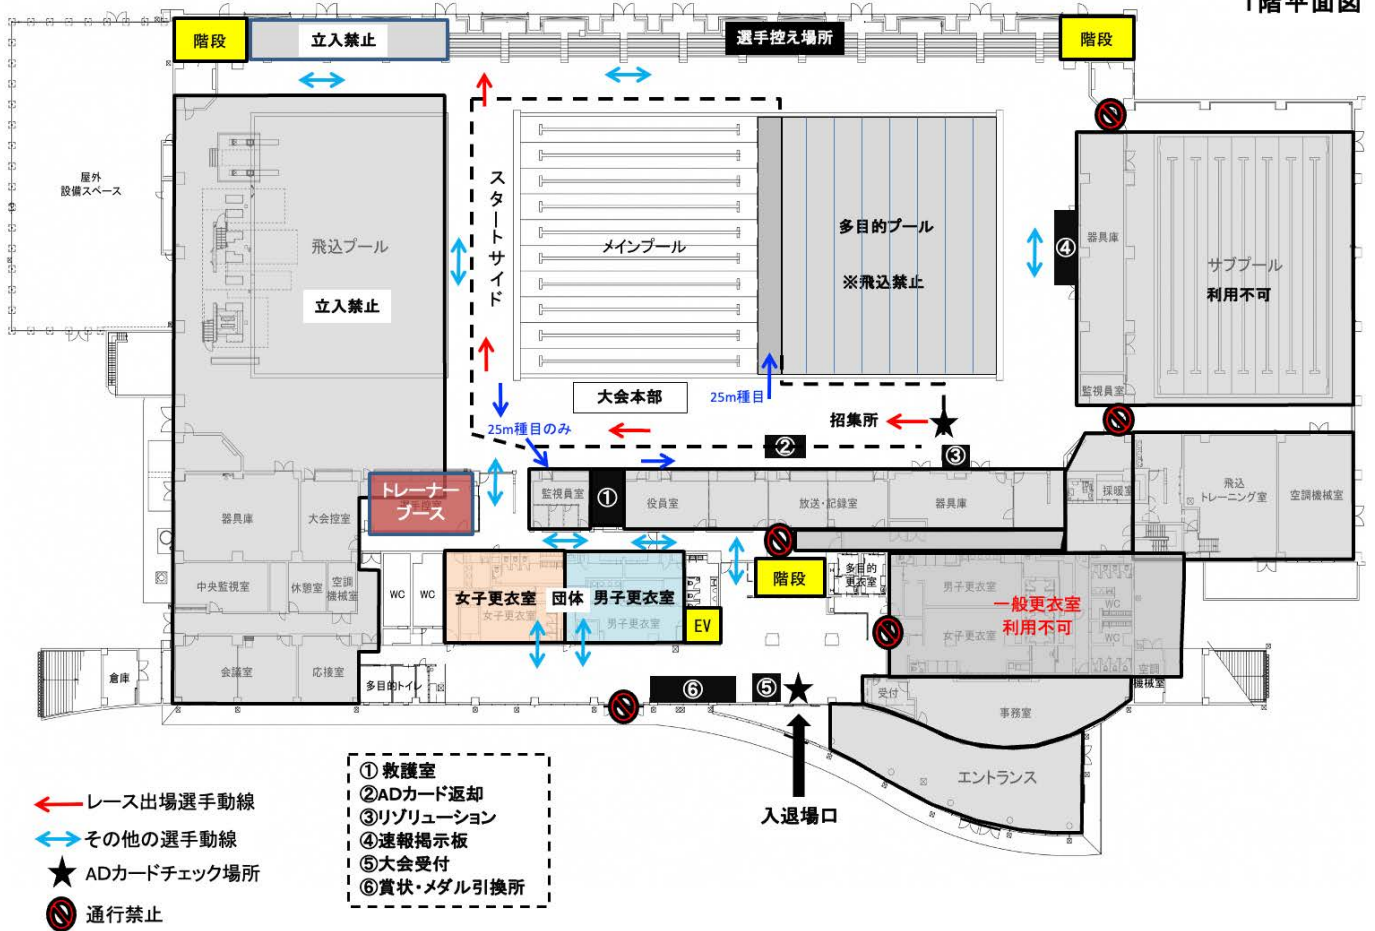 1階平面図
階段
立入禁止
選手控え場所
階段
屋外
設備スペース
飛込プール
立入禁止
スタートサイド
メインプール
多目的プール
※飛込禁止
④
器具庫
サブプール
利用不可
監視員室
大会本部
25m種目
25m種目のみ
招集所
②
③
トレーナー
ブース
監視員室
①
役員室
放送・記録室
器具庫
採暖室
飛込
トレーニング室
空調機械室
器具庫
大会控室
中央監視室
休憩室
空調
機械室
WC
WC
女子更衣室
団体
男子更衣室
女子更衣室
男子更衣室
EV
階段
多目的
更衣室
男子更衣室
女子更衣室
一般更衣室
利用不可
WC
WC
空調
機械室
倉庫
会議室
応接室
多目的トイレ
⑥
⑤
受付
事務室
エントランス
入退場口
①救護室
②ADカード返却
③リゾリューション
④速報掲示板
⑤大会受付
⑥賞状・メダル引換所
レース出場選手動線
その他の選手動線
ADカードチェック場所
通行禁止